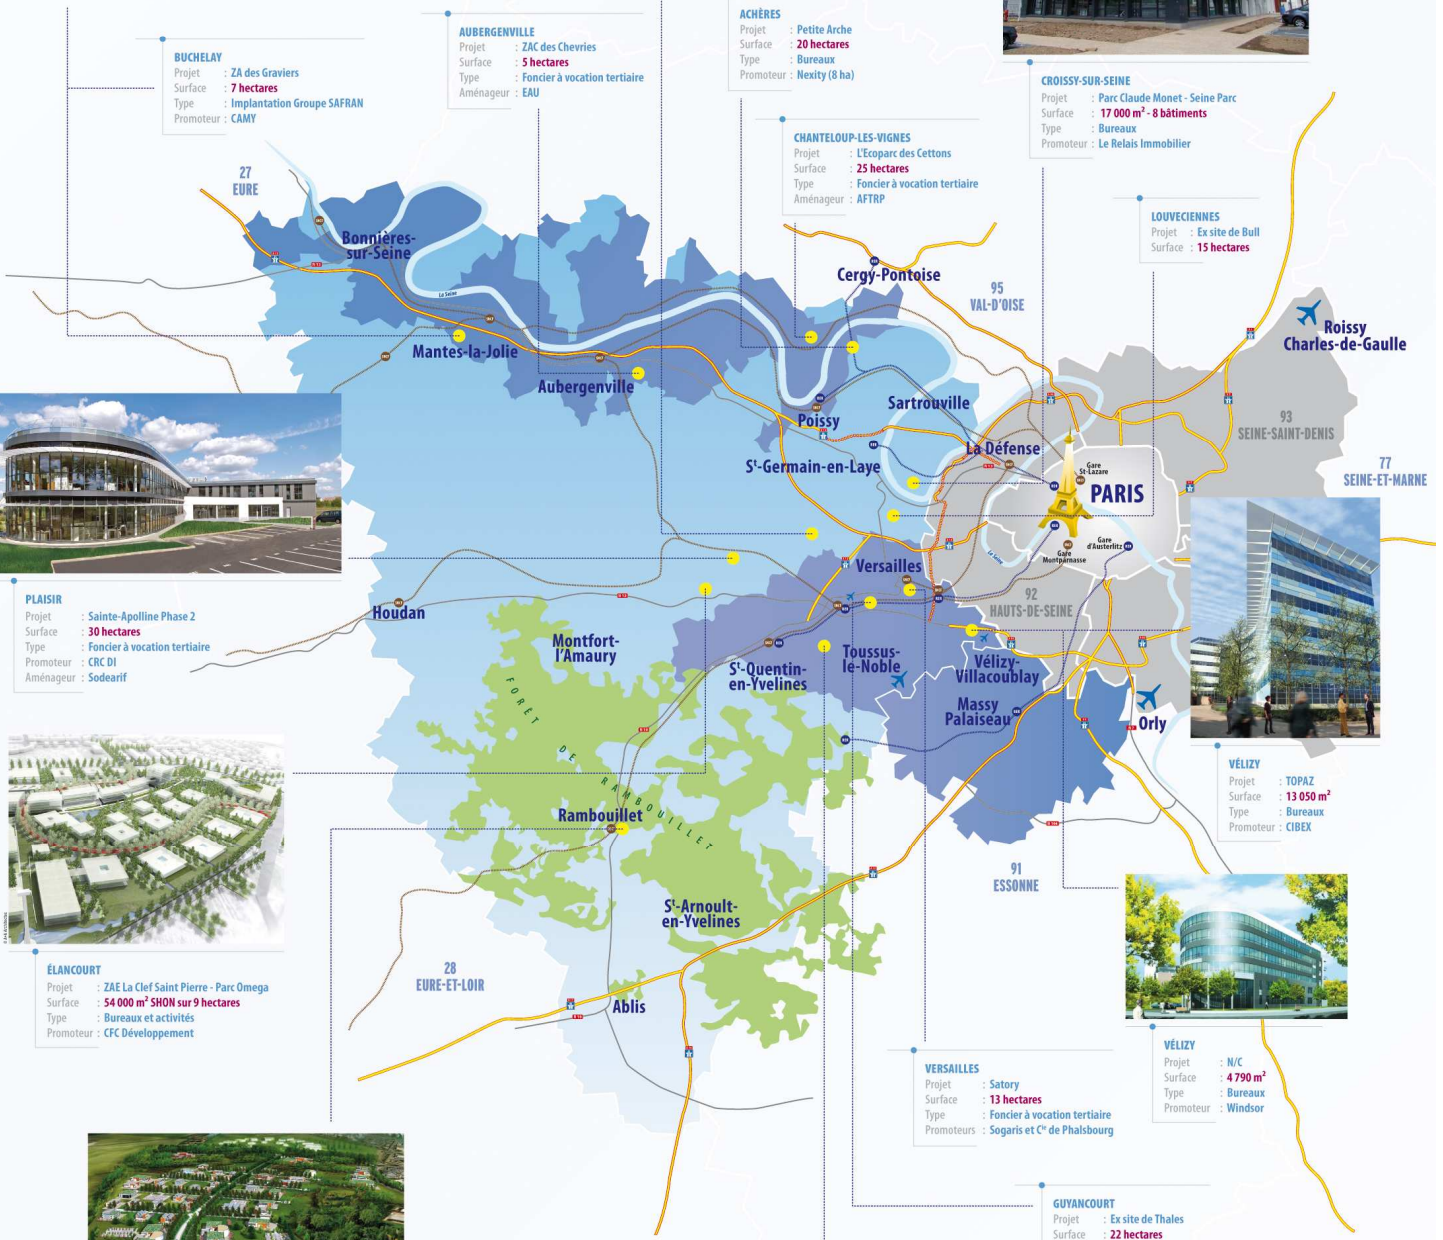 BUCHELAY
Projet : ZA des Graviers
Surface : 7 hectares
Type : Implantation Groupe SAFRAN
Promoteur : CAMY
AUBERGENVILLE
Projet : ZAC des Chevries
Surface : 5 hectares
Type : Foncier à vocation tertiaire
Aménageur : EAU
ACHÈRES
Projet : Petite Arche
Surface : 20 hectares
Type : Bureaux
Promoteur : Nexity (8 ha)
CHANTELOUP-LES-VIGNES
Projet : L'Ecoparc des Cettons
Surface : 25 hectares
Type : Foncier à vocation tertiaire
Aménageur : AFTRP
CROISSY-SUR-SEINE
Projet : Parc Claude Monet - Seine Parc
Surface : 17 000 m² - 8 bâtiments
Type : Bureaux
Promoteur : Le Relais Immobilier
LOUVECIENNES
Projet : Ex site de Bull
Surface : 15 hectares
27
EURE
Bonnières-
sur-Seine
La Seine
Mantes-la-Jolie
Aubergenville
Cergy-Pontoise
95
VAL-D'OISE
Roissy
Charles-de-Gaulle
Poissy
Sartrouville
93
SEINE-SAINT-DENIS
La Défense
Sᵗ-Germain-en-Laye
Gare
St-Lazare
PARIS
77
SEINE-ET-MARNE
Gare
d'Austerlitz
Gare
Montparnasse
La Seine
Versailles
92
HAUTS-DE-SEINE
Houdan
Montfort-
l'Amaury
Sᵗ-Quentin-
en-Yvelines
Toussus-
le-Noble
Vélizy-
Villacoublay
Massy
Palaiseau
Orly
FORÊT DE RAMBOUILLET
Rambouillet
Sᵗ-Arnoult-
en-Yvelines
91
ESSONNE
28
EURE-ET-LOIR
Ablis
PLAISIR
Projet : Sainte-Apolline Phase 2
Surface : 30 hectares
Type : Foncier à vocation tertiaire
Promoteur : CRC DI
Aménageur : Sodearif
ÉLANCOURT
Projet : ZAE La Clef Saint Pierre - Parc Omega
Surface : 54 000 m² SHON sur 9 hectares
Type : Bureaux et activités
Promoteur : CFC Développement
VÉLIZY
Projet : TOPAZ
Surface : 13 050 m²
Type : Bureaux
Promoteur : CIBEX
VÉLIZY
Projet : N/C
Surface : 4 790 m²
Type : Bureaux
Promoteur : Windsor
VERSAILLES
Projet : Satory
Surface : 13 hectares
Type : Foncier à vocation tertiaire
Promoteurs : Sogaris et Cⁱᵉ de Phalsbourg
GUYANCOURT
Projet : Ex site de Thales
Surface : 22 hectares